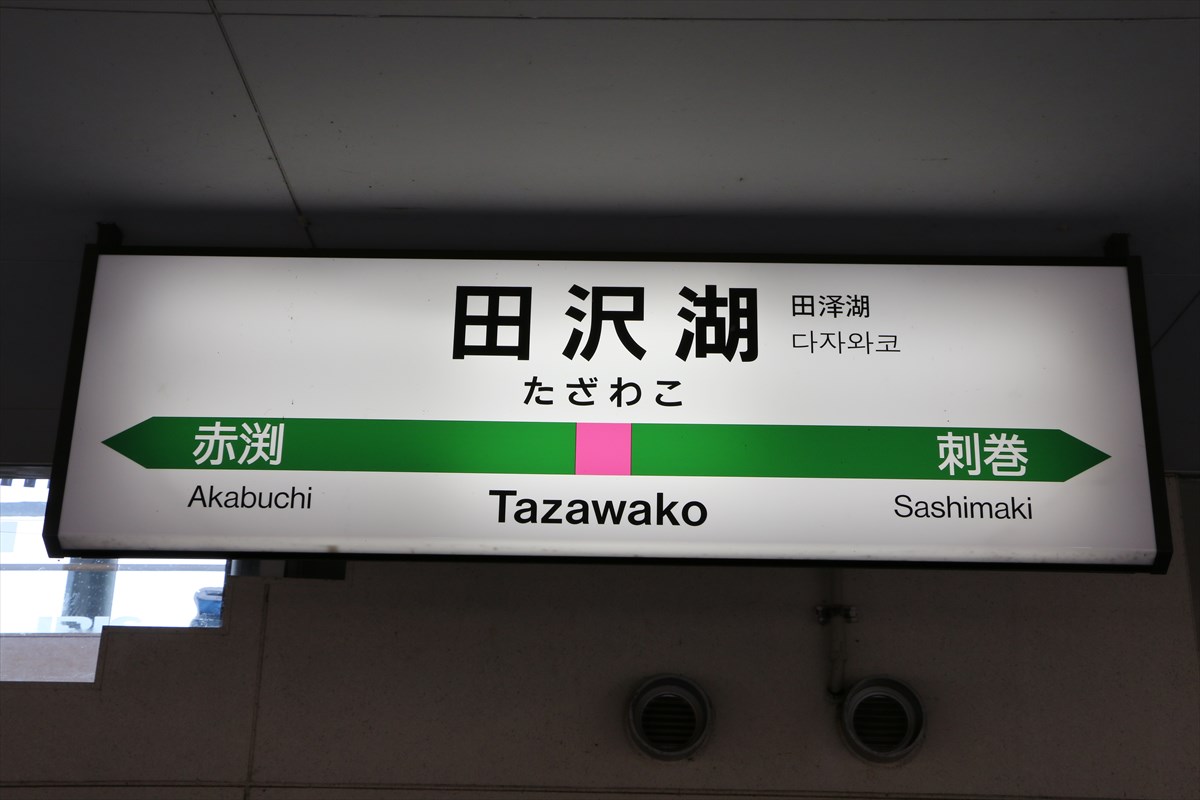 田沢湖
田泽湖
다자와코
たざわこ
赤渕
刺巻
Akabuchi
Tazawako
Sashimaki